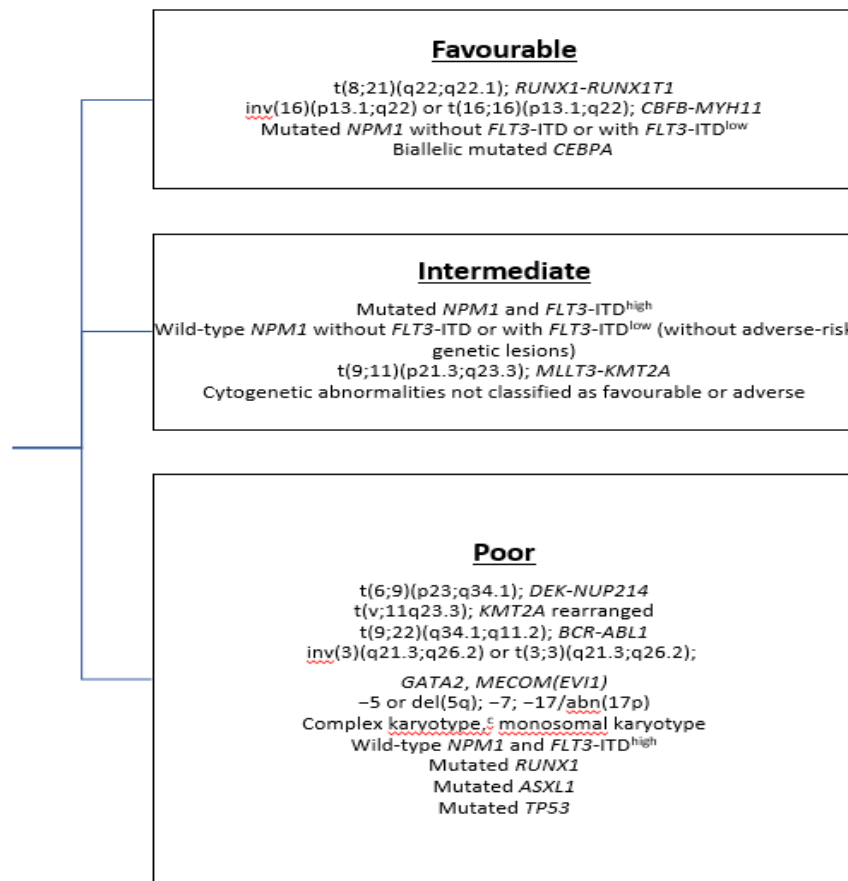 Favourable
t(8;21)(q22;q22.1); RUNX1-RUNX1T1
inv(16)(p13.1;q22) or t(16;16)(p13.1;q22); CBFB-MYH11
Mutated NPM1 without FLT3-ITD or with FLT3-ITDlow
Biallelic mutated CEBPA
Intermediate
Mutated NPM1 and FLT3-ITDhigh
Wild-type NPM1 without FLT3-ITD or with FLT3-ITDlow (without adverse-risk
genetic lesions)
t(9;11)(p21.3;q23.3); MLLT3-KMT2A
Cytogenetic abnormalities not classified as favourable or adverse
Poor
t(6;9)(p23;q34.1); DEK-NUP214
t(v;11q23.3); KMT2A rearranged
t(9;22)(q34.1;q11.2); BCR-ABL1
inv(3)(q21.3;q26.2) or t(3;3)(q21.3;q26.2);
GATA2, MECOM(EVI1)
−5 or del(5q); −7; −17/abn(17p)
Complex karyotype,c monosomal karyotype
Wild-type NPM1 and FLT3-ITDhigh
Mutated RUNX1
Mutated ASXL1
Mutated TP53